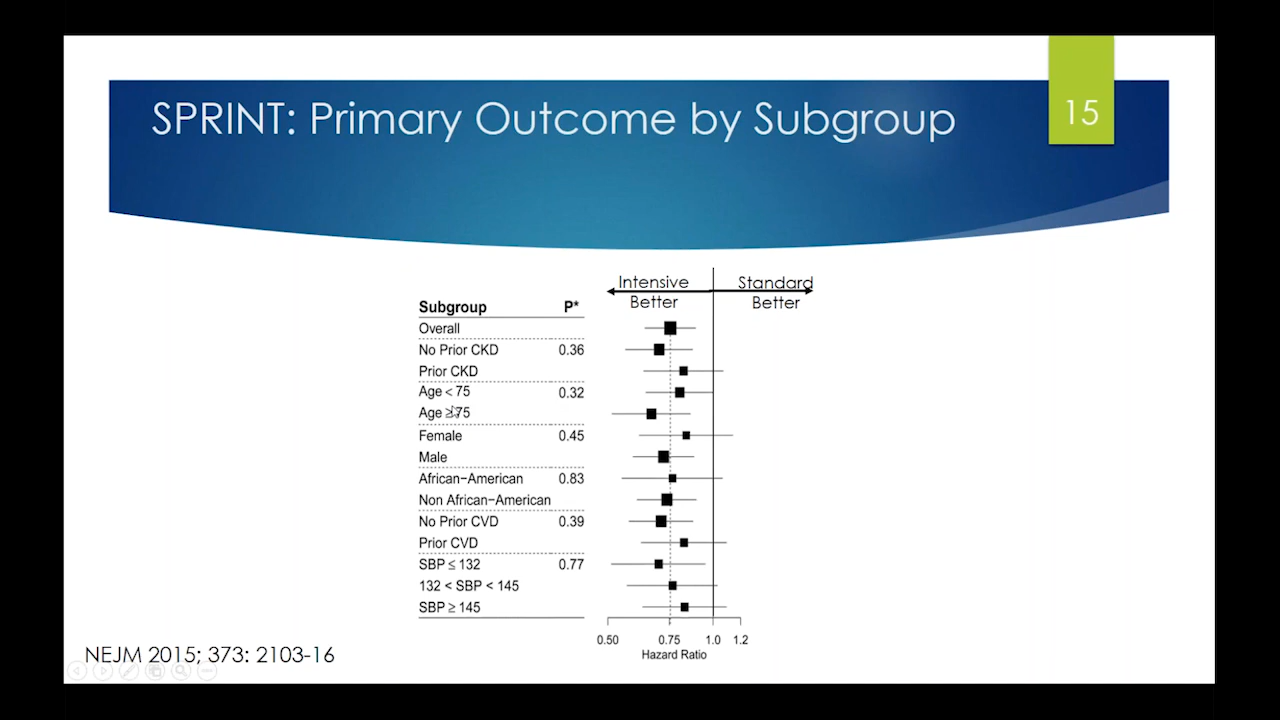 SPRINT: Primary Outcome by Subgroup
15
Intensive Better
Standard Better
Subgroup P*
Overall
No Prior CKD 0.36
Prior CKD
Age < 75 0.32
Age ≥ 75
Female 0.45
Male
African−American 0.83
Non African−American
No Prior CVD 0.39
Prior CVD
SBP ≤ 132 0.77
132 < SBP < 145
SBP ≥ 145
0.50 0.75 1.0 1.2
Hazard Ratio
NEJM 2015; 373: 2103-16